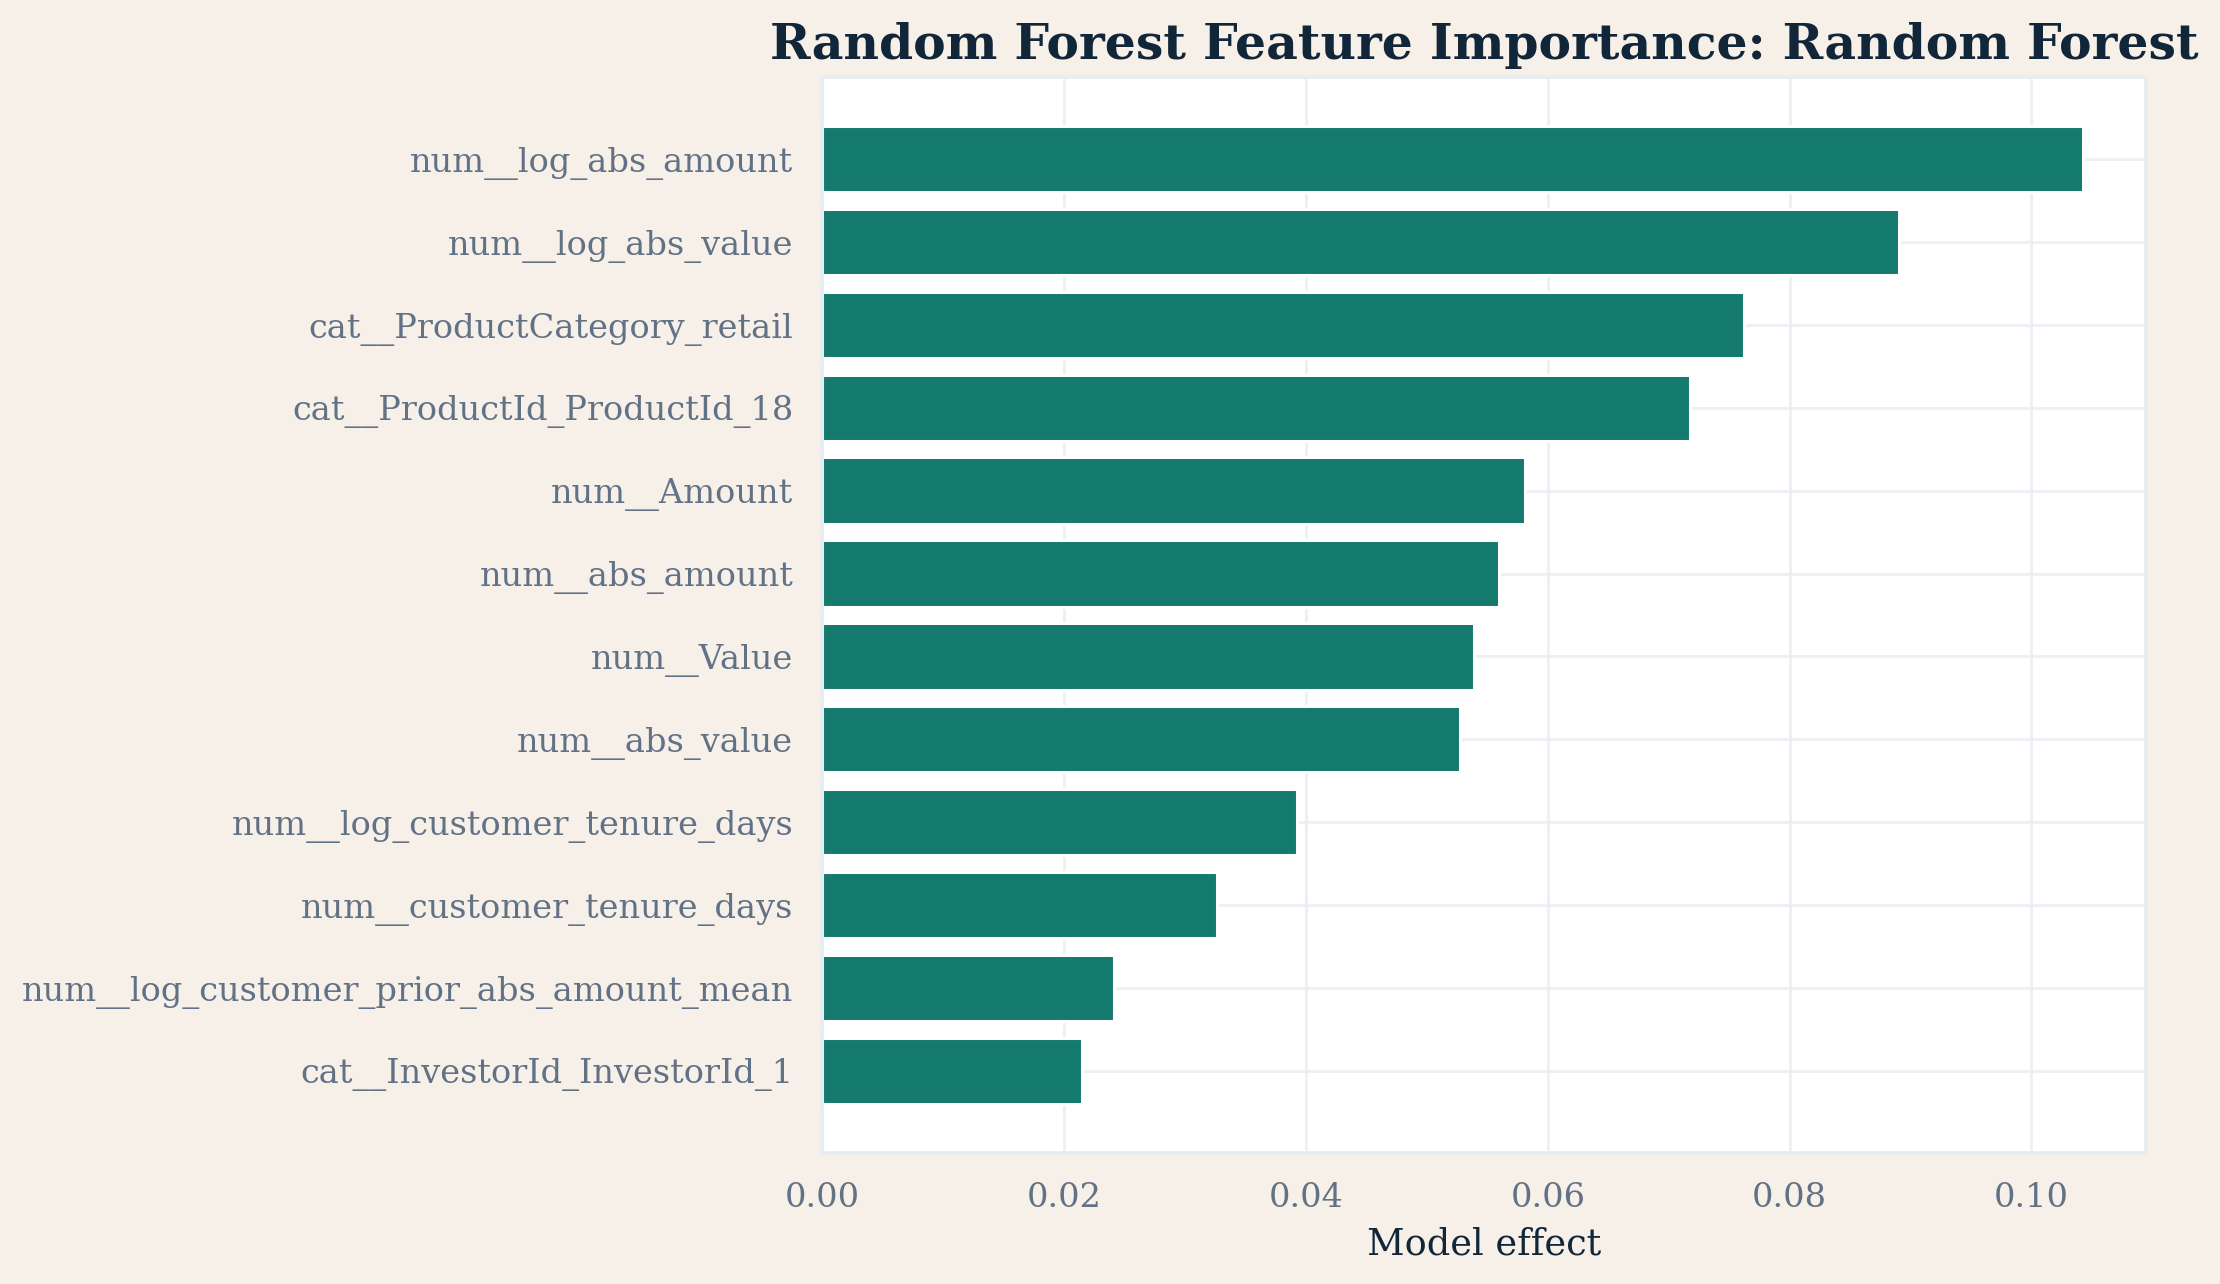 Random Forest Feature Importance: Random Forest
num__log_abs_amount
num__log_abs_value
cat__ProductCategory_retail
cat__ProductId_ProductId_18
num__Amount
num__abs_amount
num__Value
num__abs_value
num__log_customer_tenure_days
num__customer_tenure_days
num__log_customer_prior_abs_amount_mean
cat__InvestorId_InvestorId_1
0.00 0.02 0.04 0.06 0.08 0.10
Model effect